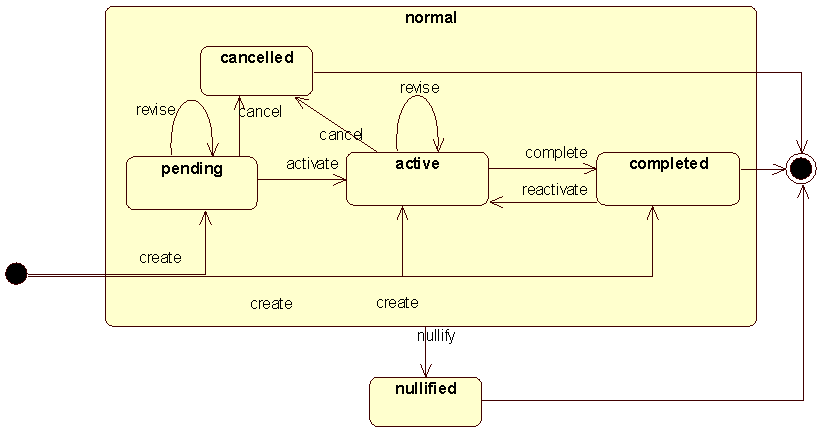 normal
cancelled
revise
cancel
revise
cancel
pending
activate
active
complete
completed
reactivate
create
create
create
nullify
nullified